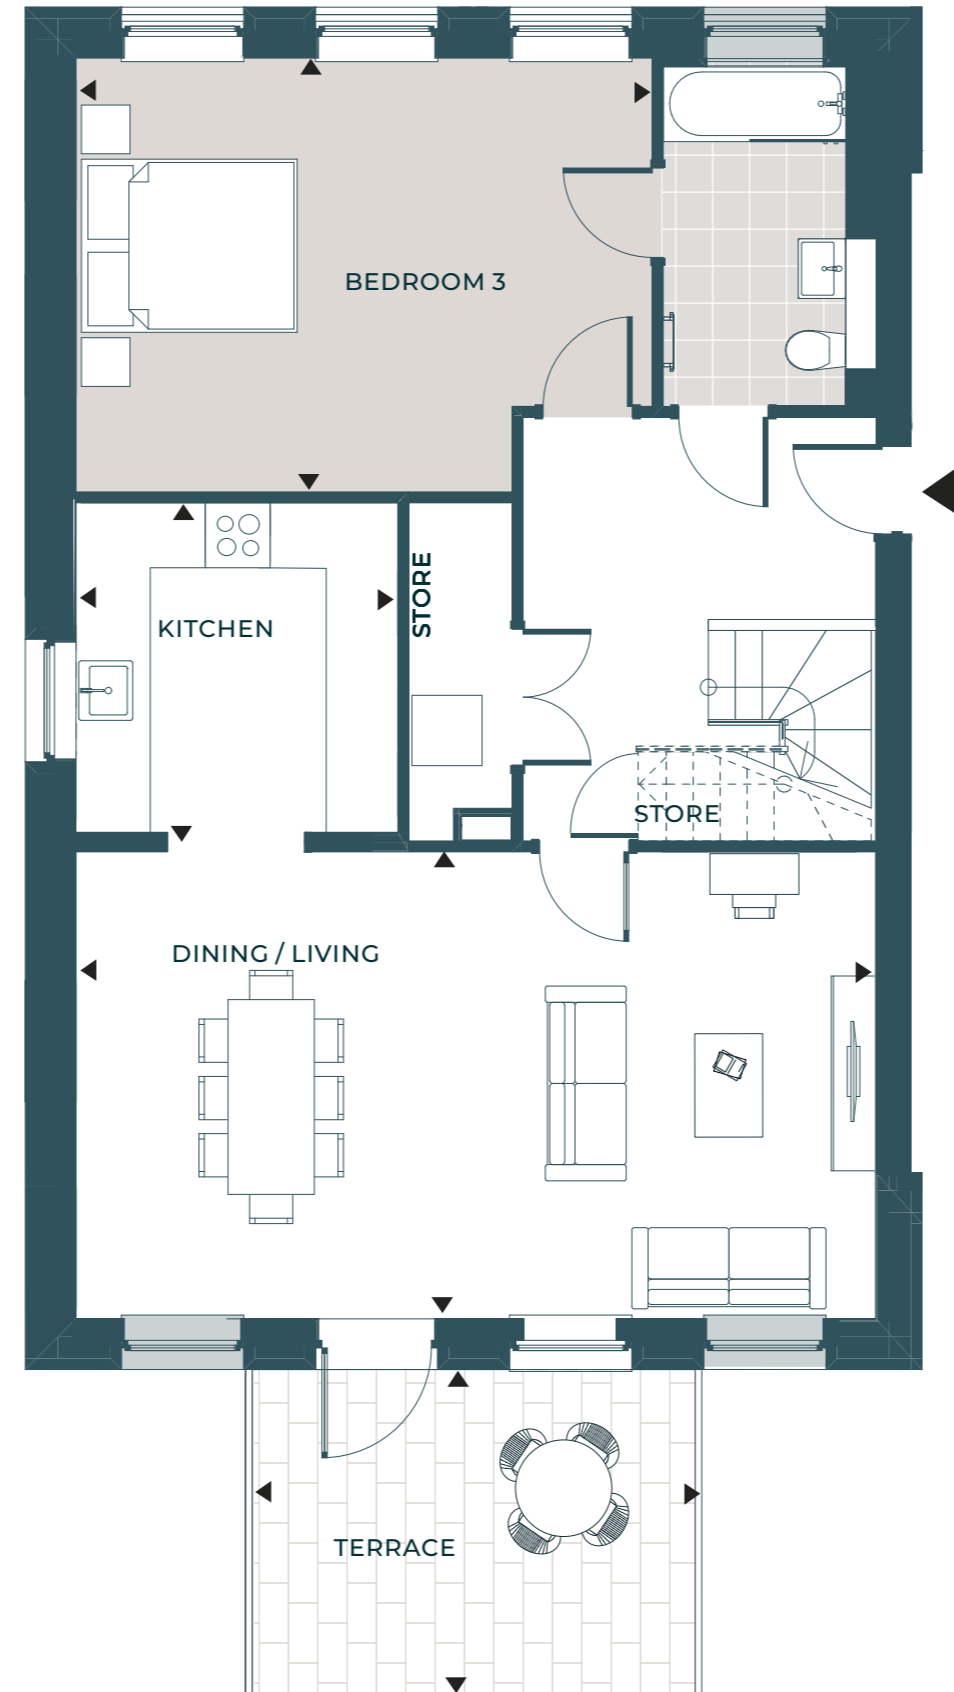 BEDROOM 3
STORE
KITCHEN
STORE
DINING / LIVING
TERRACE